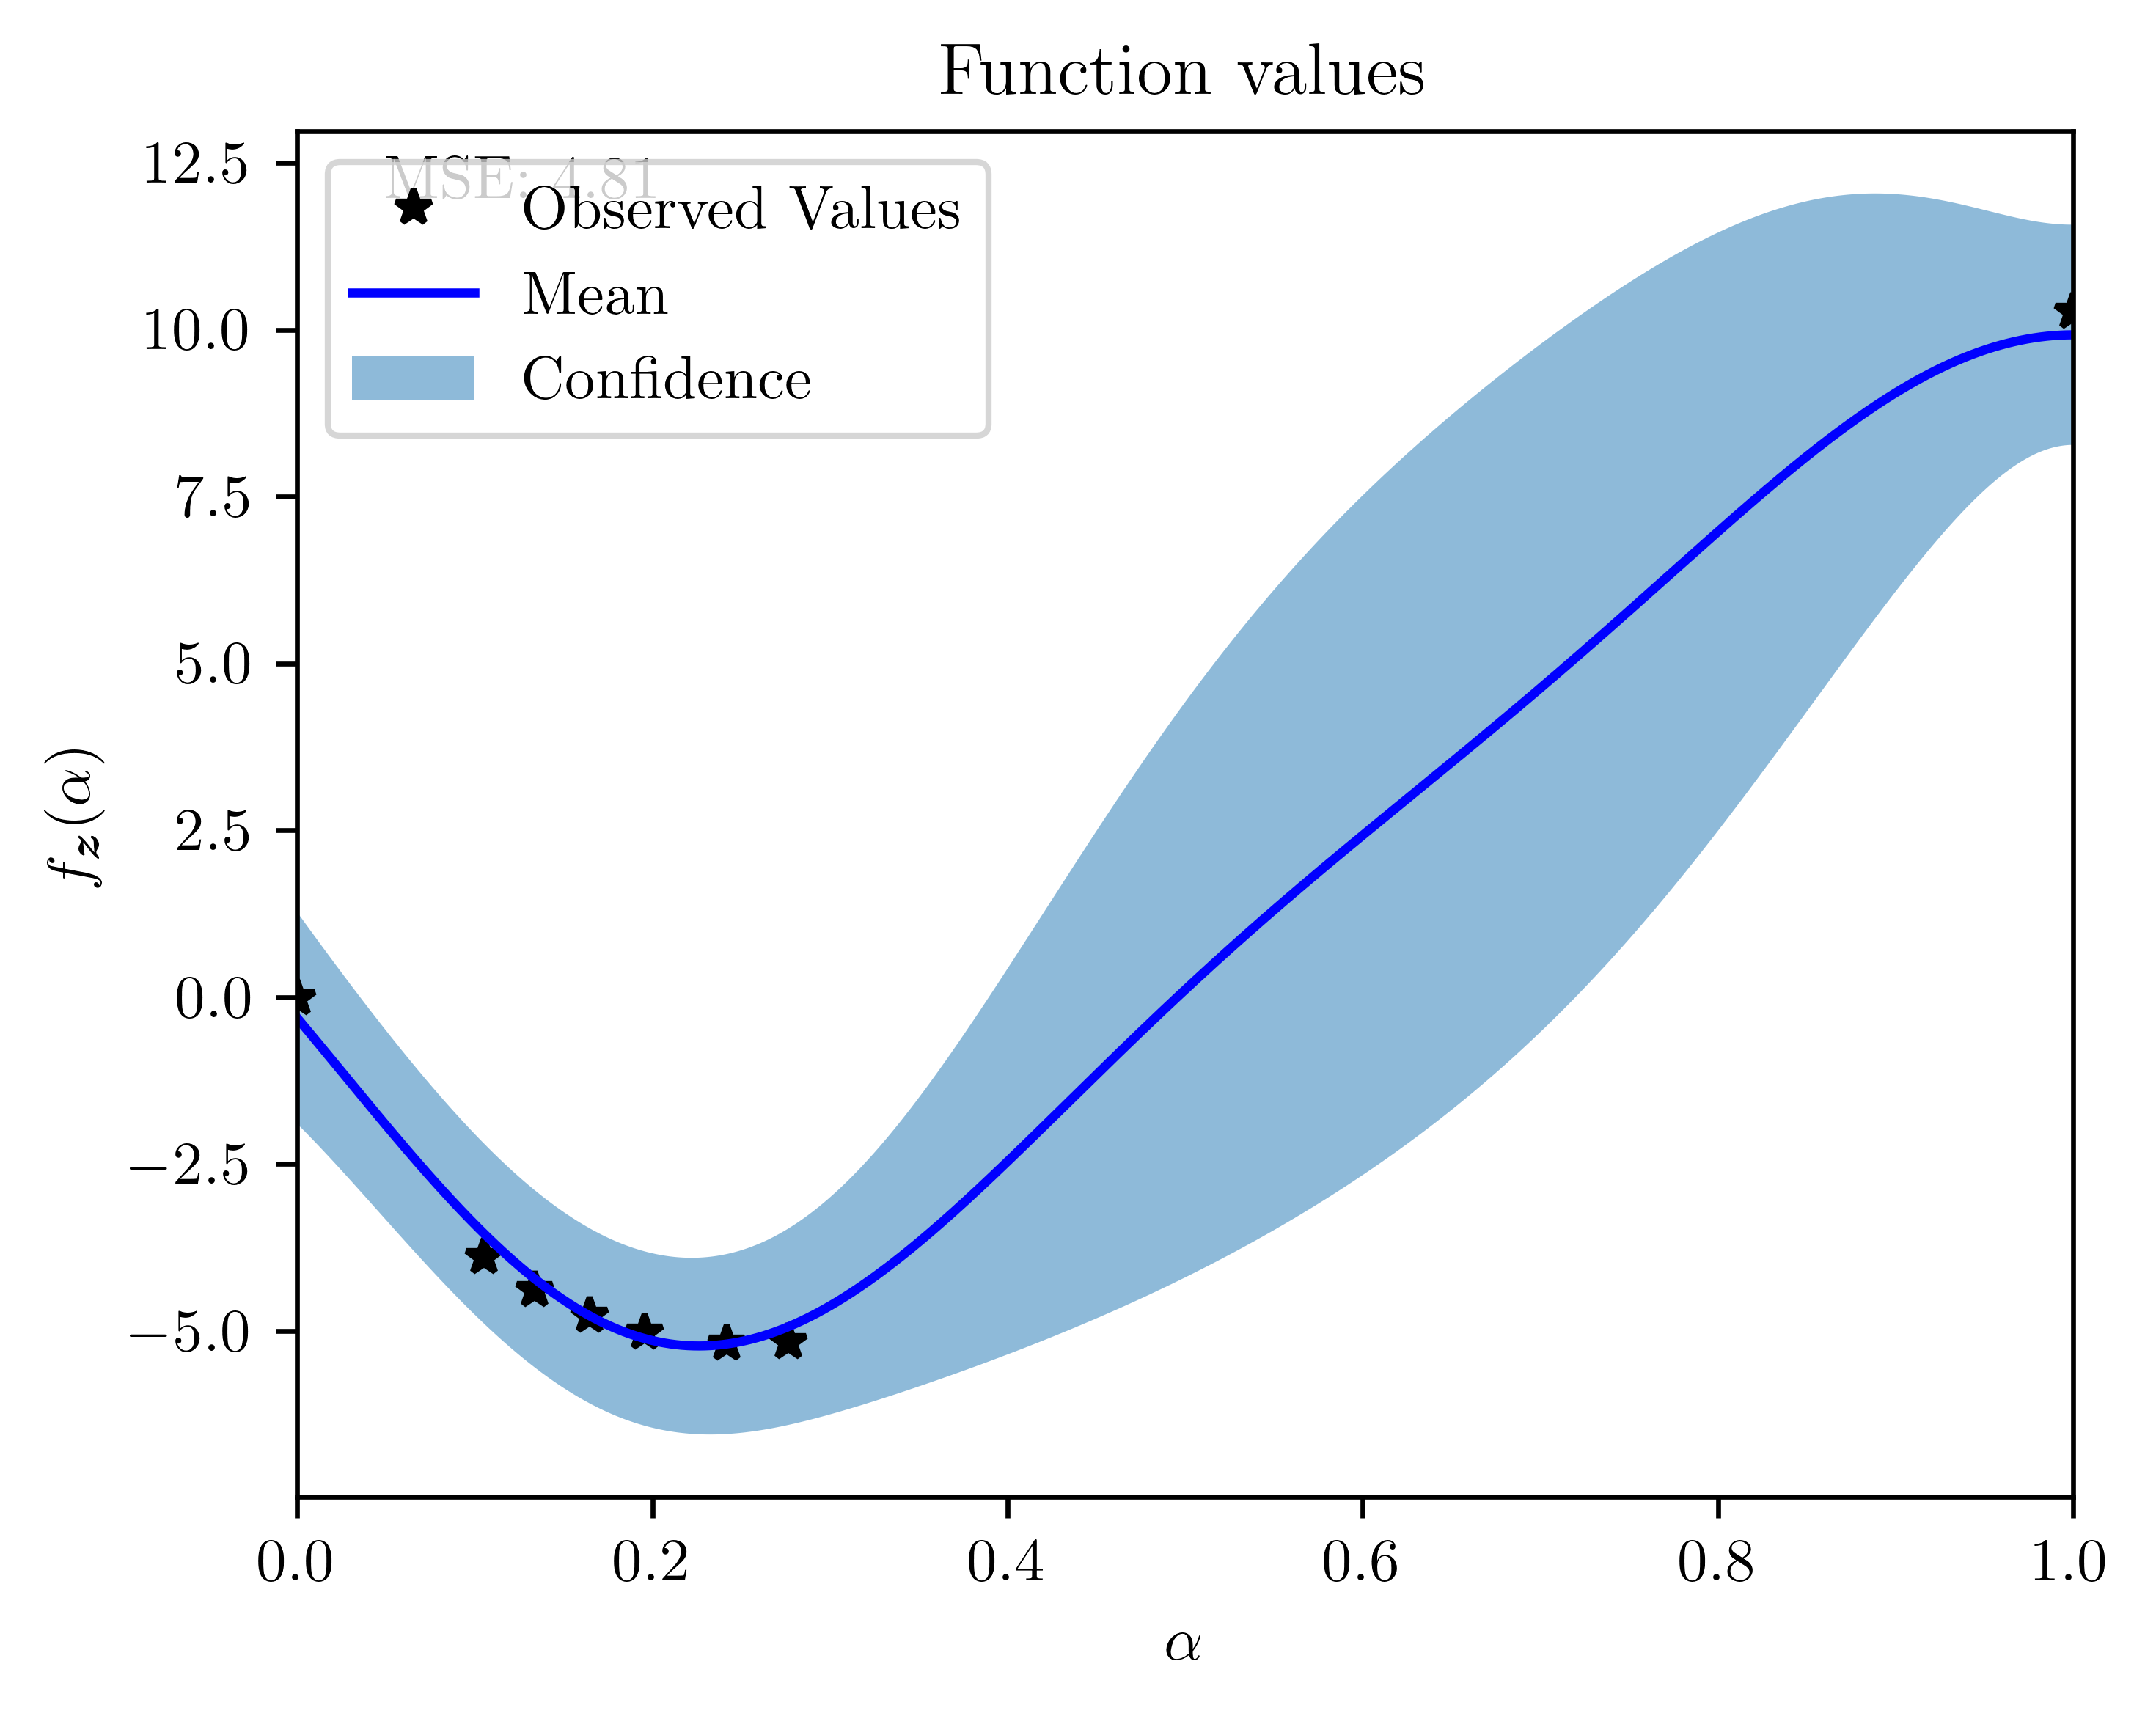 Function values
12.5
10.0
7.5
5.0
2.5
0.0
−2.5
−5.0
f_z(α)
MSE: 4.81
Observed Values
Mean
Confidence
0.0 0.2 0.4 0.6 0.8 1.0
α